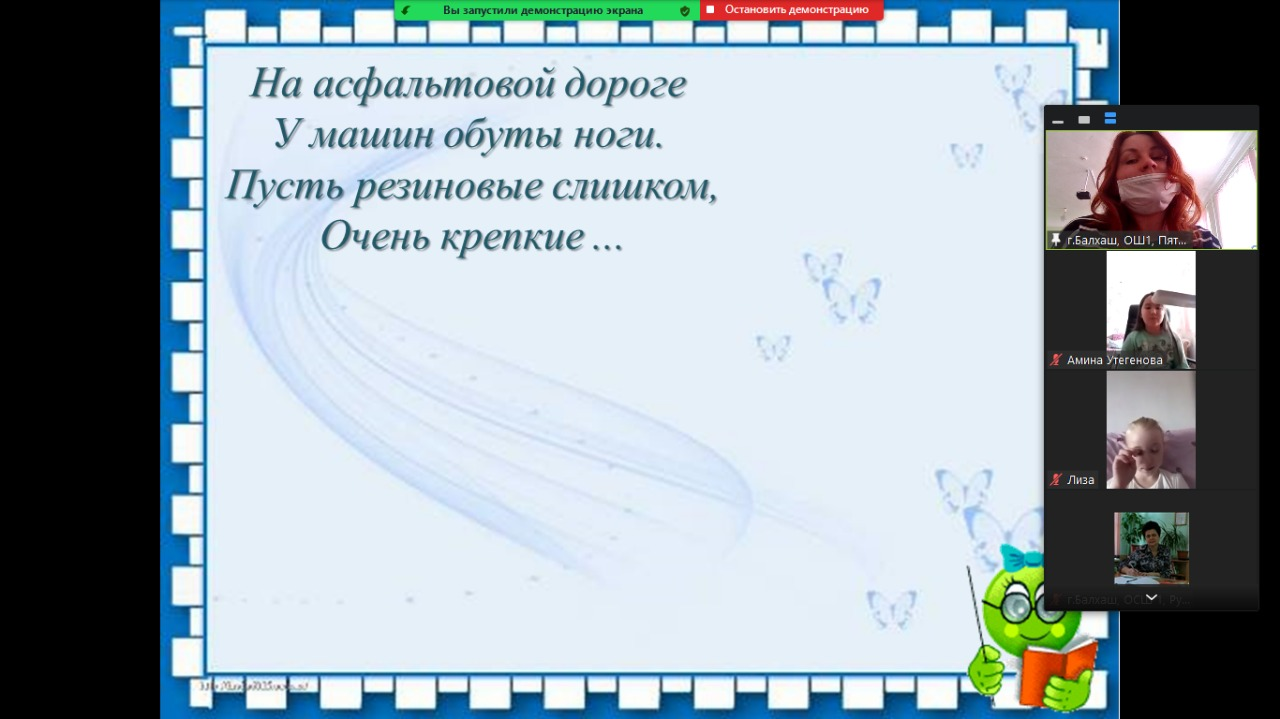 Вы запустили демонстрацию экрана
Остановить демонстрацию
На асфальтовой дороге
У машин обуты ноги.
Пусть резиновые слишком,
Очень крепкие ...
г.Балхаш, ОШ1, Пят...
Амина Утегенова
Лиза